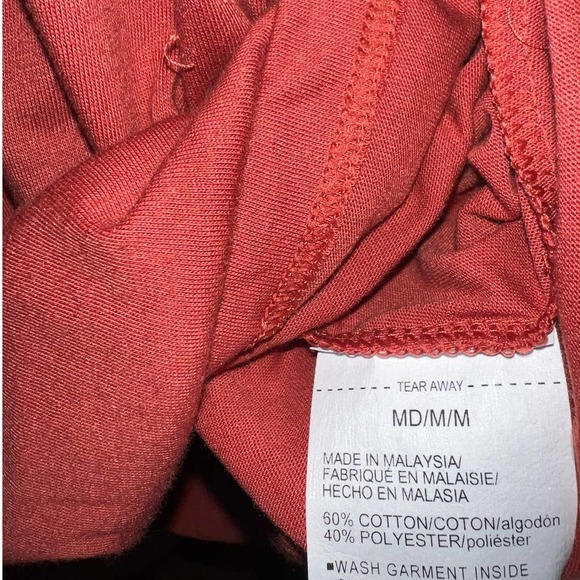 - - - - - TEAR AWAY - - - - -
MD/M/M
MADE IN MALAYSIA/
FABRIQUÉ EN MALAISIE/
HECHO EN MALASIA
60% COTTON/COTON/algodón
40% POLYESTER/poliéster
■WASH GARMENT INSIDE